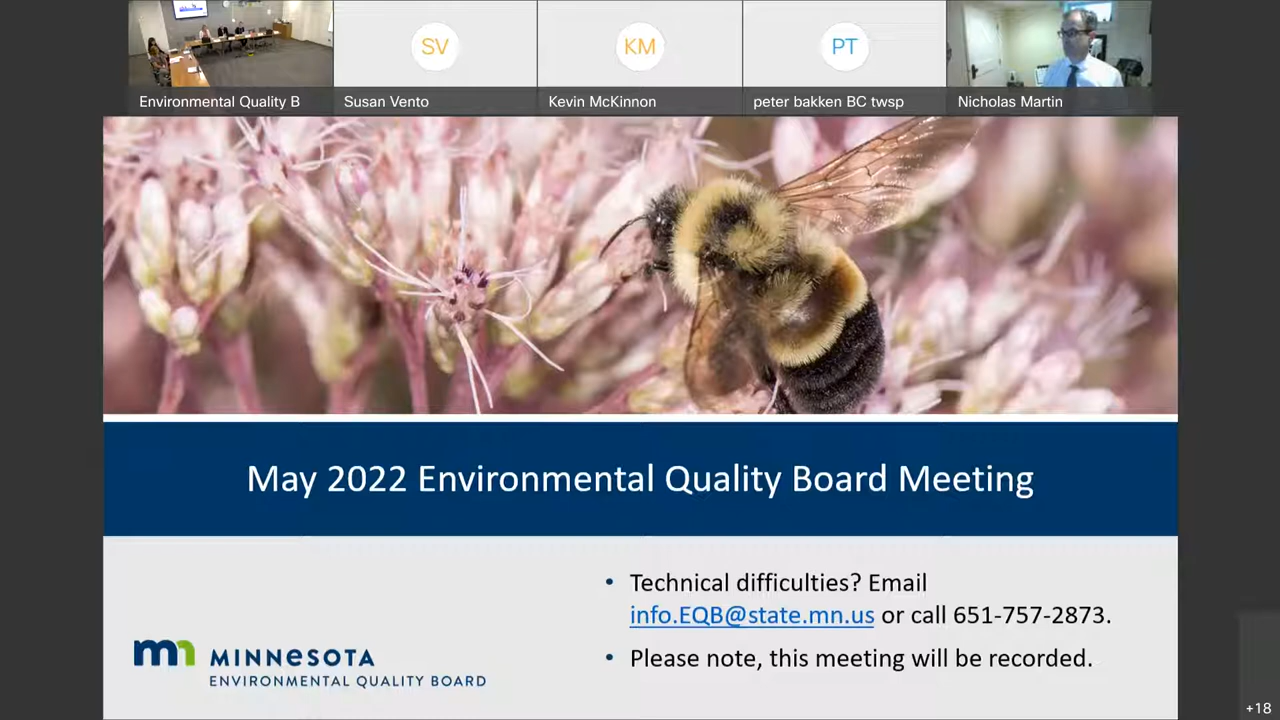 SV
KM
PT
Environmental Quality B
Susan Vento
Kevin McKinnon
peter bakken BC twsp
Nicholas Martin
May 2022 Environmental Quality Board Meeting
• Technical difficulties? Email
info.EQB@state.mn.us or call 651-757-2873.
• Please note, this meeting will be recorded.
mn MINNESOTA
ENVIRONMENTAL QUALITY BOARD
+18